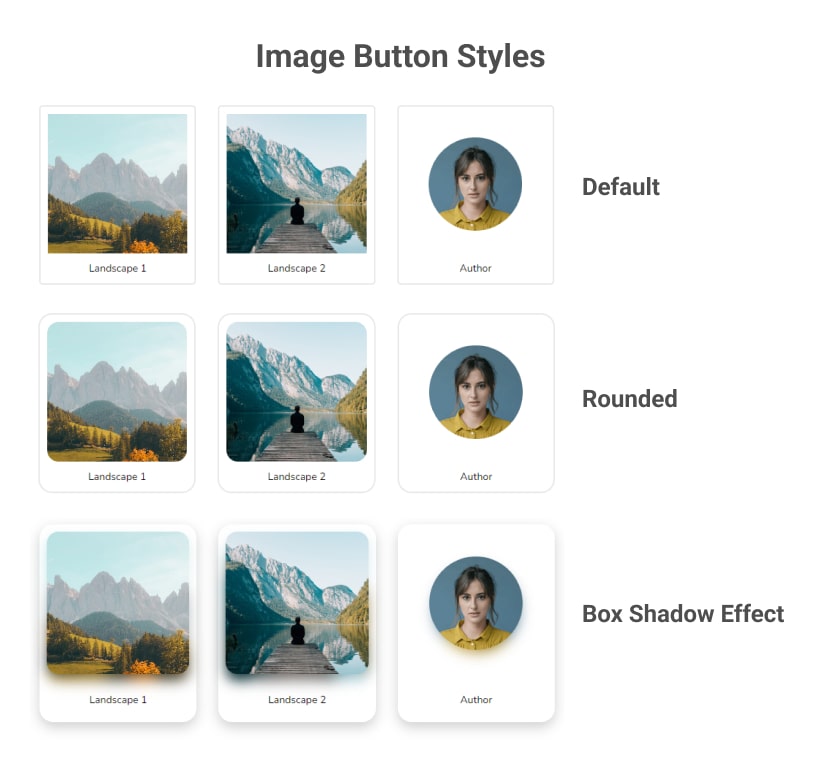 Image Button Styles
Landscape 1
Landscape 2
Author
Default
Landscape 1
Landscape 2
Author
Rounded
Landscape 1
Landscape 2
Author
Box Shadow Effect